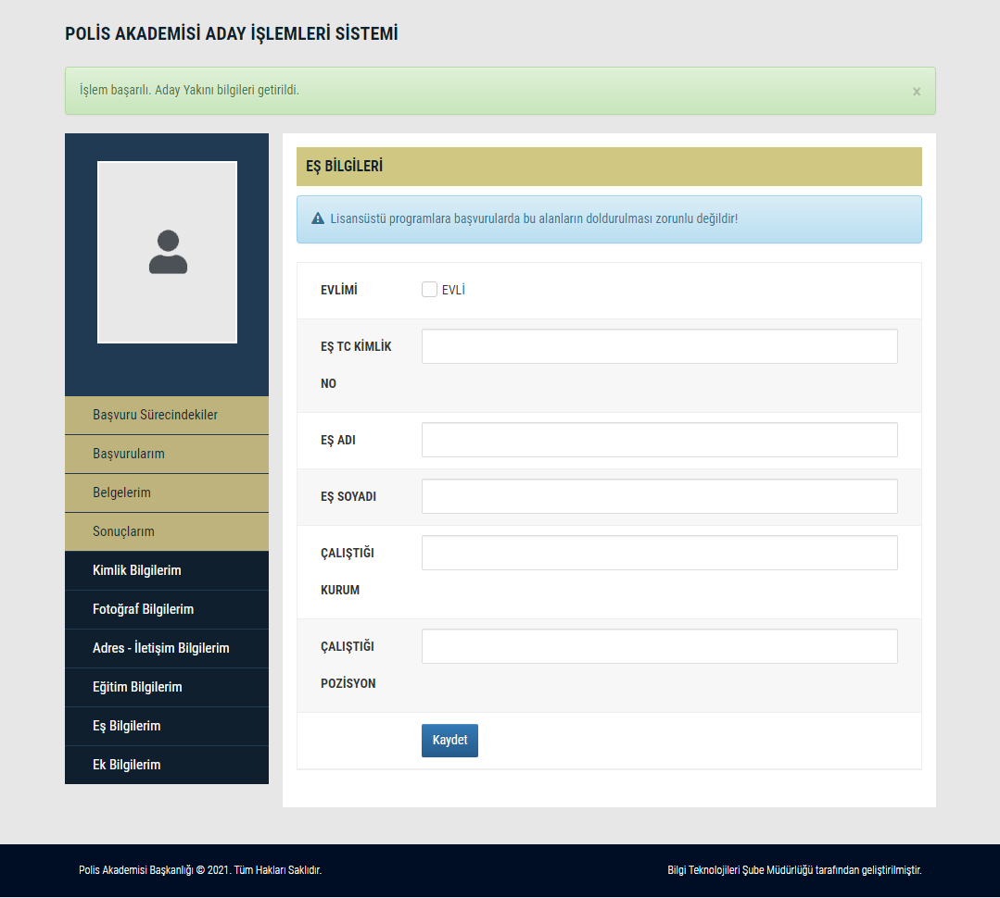 POLİS AKADEMİSİ ADAY İŞLEMLERİ SİSTEMİ
İşlem başarılı. Aday Yakını bilgileri getirildi.
×
EŞ BİLGİLERİ
Lisansüstü programlara başvurularda bu alanların doldurulması zorunlu değildir!
EVLİMİ
EVLİ
EŞ TC KİMLİK
NO
EŞ ADI
EŞ SOYADI
ÇALIŞTIĞI
KURUM
ÇALIŞTIĞI
POZİSYON
Kaydet
Başvuru Sürecindekiler
Başvurularım
Belgelerim
Sonuçlarım
Kimlik Bilgilerim
Fotoğraf Bilgilerim
Adres - İletişim Bilgilerim
Eğitim Bilgilerim
Eş Bilgilerim
Ek Bilgilerim
Polis Akademisi Başkanlığı © 2021. Tüm Hakları Saklıdır.
Bilgi Teknolojileri Şube Müdürlüğü tarafından geliştirilmiştir.